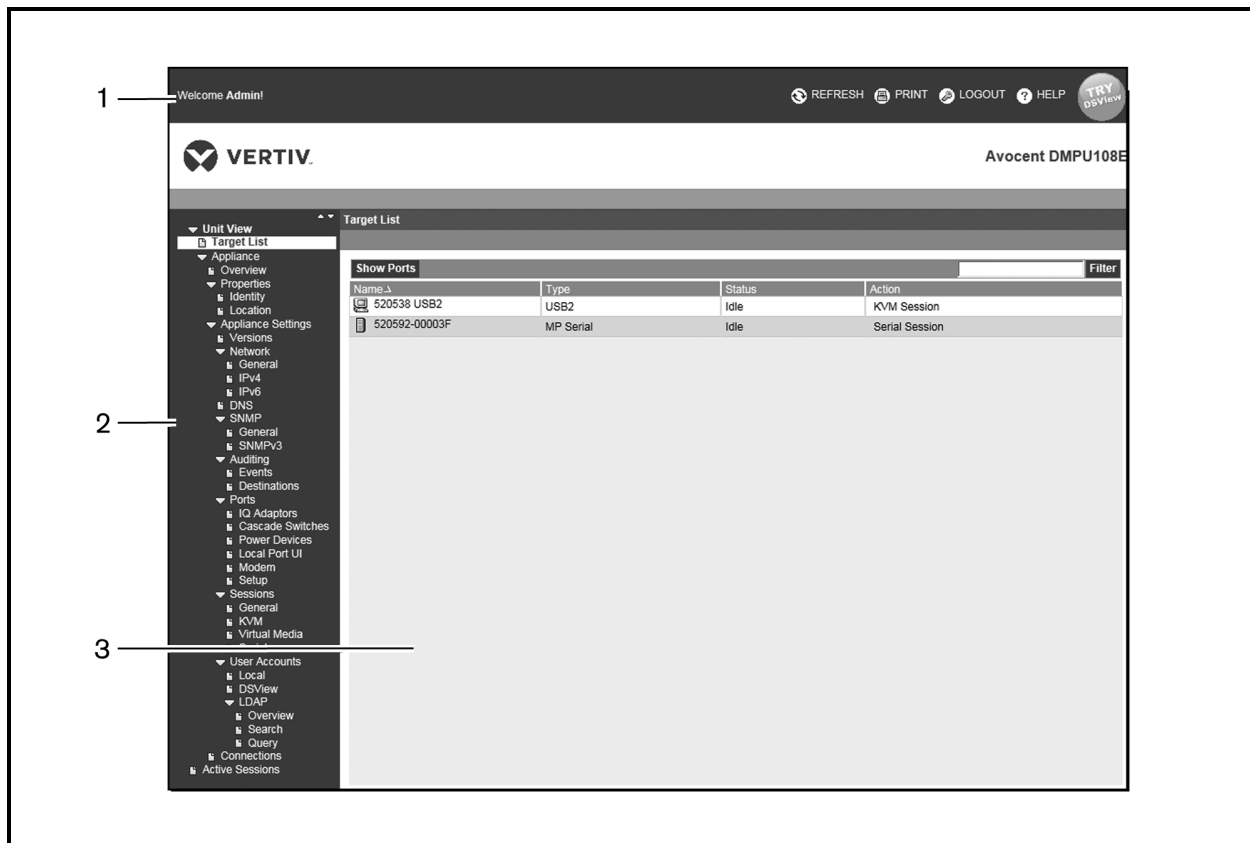 1
Welcome Admin!
REFRESH PRINT LOGOUT HELP
TRY
DSView
VERTIV.
Avocent DMPU108E
Unit View
Target List
Appliance
Overview
Properties
Identity
Location
Appliance Settings
Versions
Network
General
IPv4
IPv6
DNS
2
SNMP
General
SNMPv3
Auditing
Events
Destinations
Ports
IQ Adaptors
Cascade Switches
Power Devices
Local Port UI
Modem
Setup
Sessions
General
KVM
Virtual Media
3
User Accounts
Local
DSView
LDAP
Overview
Search
Query
Connections
Active Sessions
Target List
Show Ports Filter
Name Type Status Action
520538 USB2 USB2 Idle KVM Session
520592-00003F MP Serial Idle Serial Session